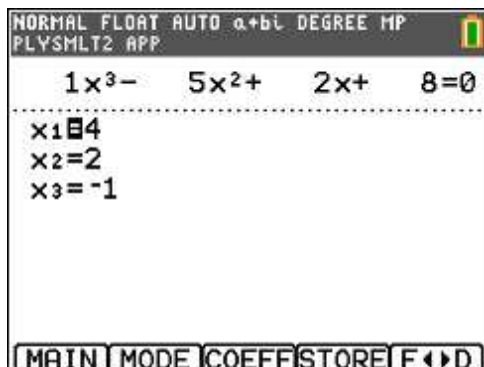 NORMAL FLOAT AUTO a+bi DEGREE MP
PLYSMLT2 APP
1x³- 5x²+ 2x+ 8=0
x₁=4
x₂=2
x₃=-1
MAIN MODE COEFF STORE F◄►D